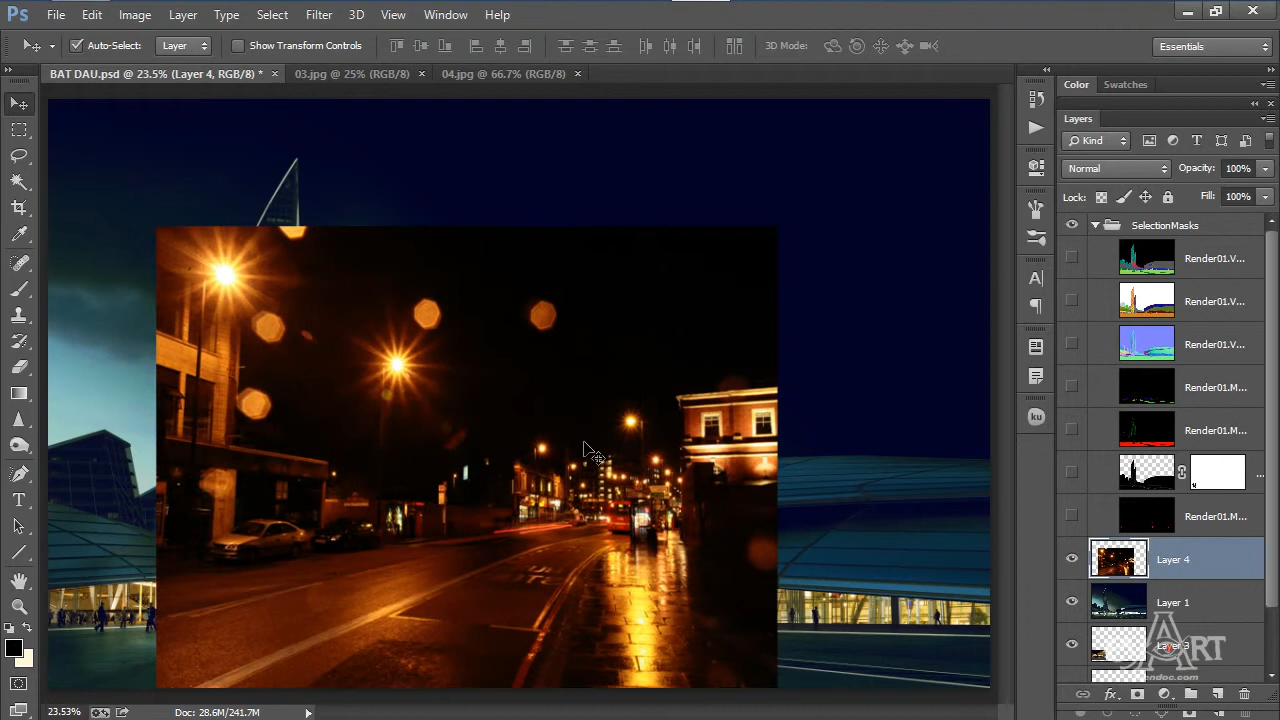 Ps File Edit Image Layer Type Select Filter 3D View Window Help
Auto-Select: Layer Show Transform Controls 3D Mode: Essentials
BAT DAU.psd @ 23.5% (Layer 4, RGB/8) * × 03.jpg @ 25% (RGB/8) × 04.jpg @ 66.7% (RGB/8) ×
Color Swatches
Layers
Kind
Normal Opacity: 100%
Lock: Fill: 100%
SelectionMasks
Render01.V...
Render01.V...
Render01.V...
Render01.M...
Render01.M...
...
Render01.M...
Layer 4
Layer 1
Layer 3
ART
ku
23.53% Doc: 28.6M/241.7M